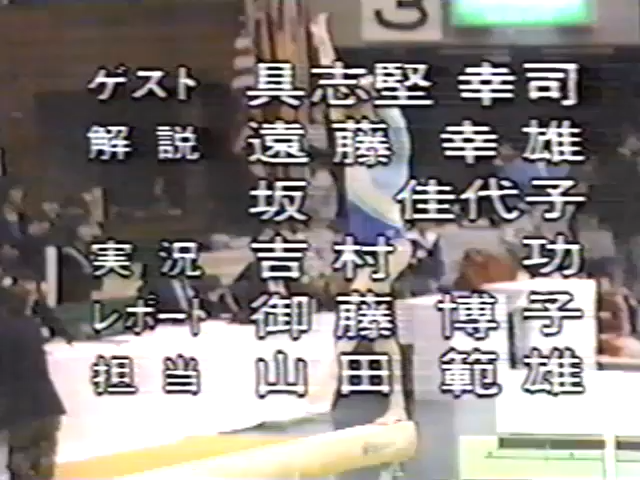 3
ゲスト 具志堅 幸司
解説 遠藤 幸雄
坂 佳代子
実況 吉村 功
レポート 御藤 博子
担当 山田 範雄